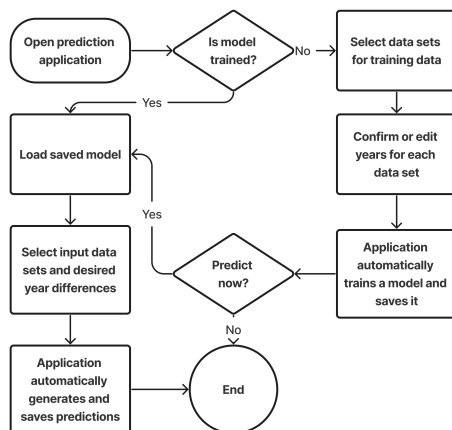 Open prediction
application
Is model
trained?
No
Select data sets
for training data
Yes
Load saved model
Confirm or edit
years for each
data set
Yes
Select input data
sets and desired
year differences
Predict
now?
Application
automatically
trains a model and
saves it
No
Application
automatically
generates and
saves predictions
End